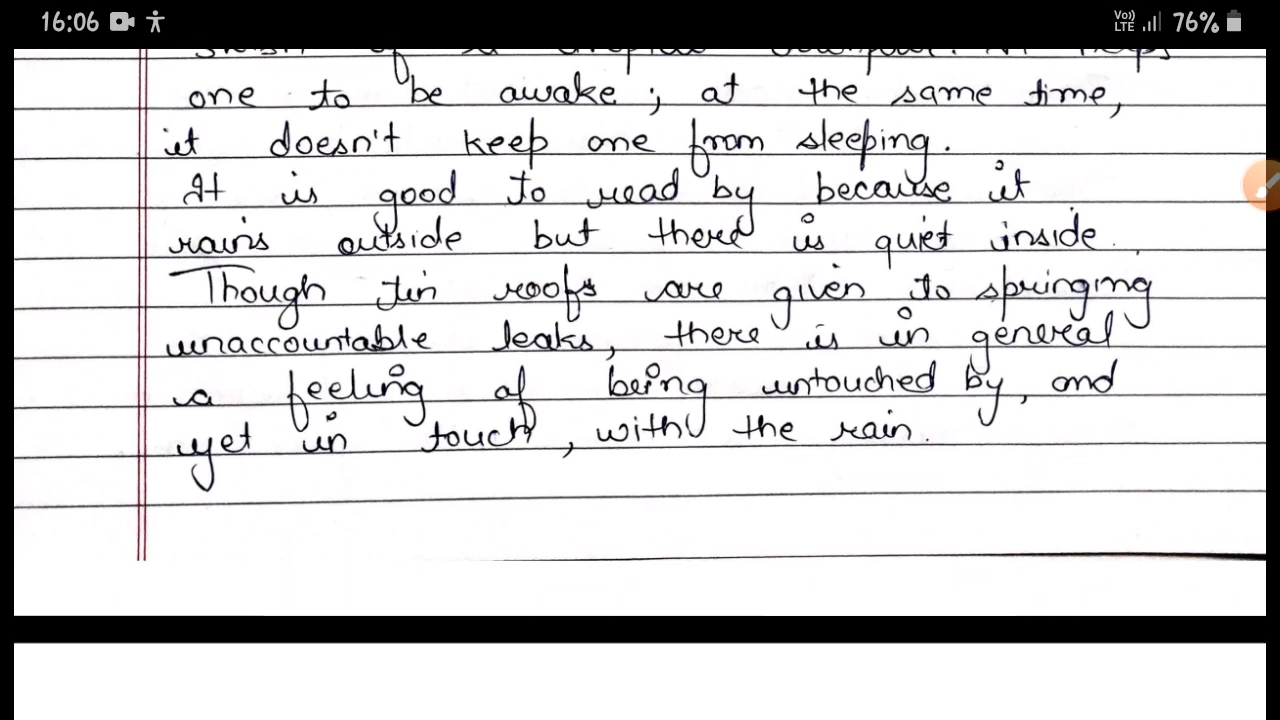 16:06
Vo) LTE 76%
one to be awake; at the same time,
it doesn't keep one from sleeping.
It is good to read by because it
rains outside but there is quiet inside.
Though tin roofs are given to springing
unaccountable leaks, there is in general
a feeling of being untouched by, and
yet in touch, with the rain.